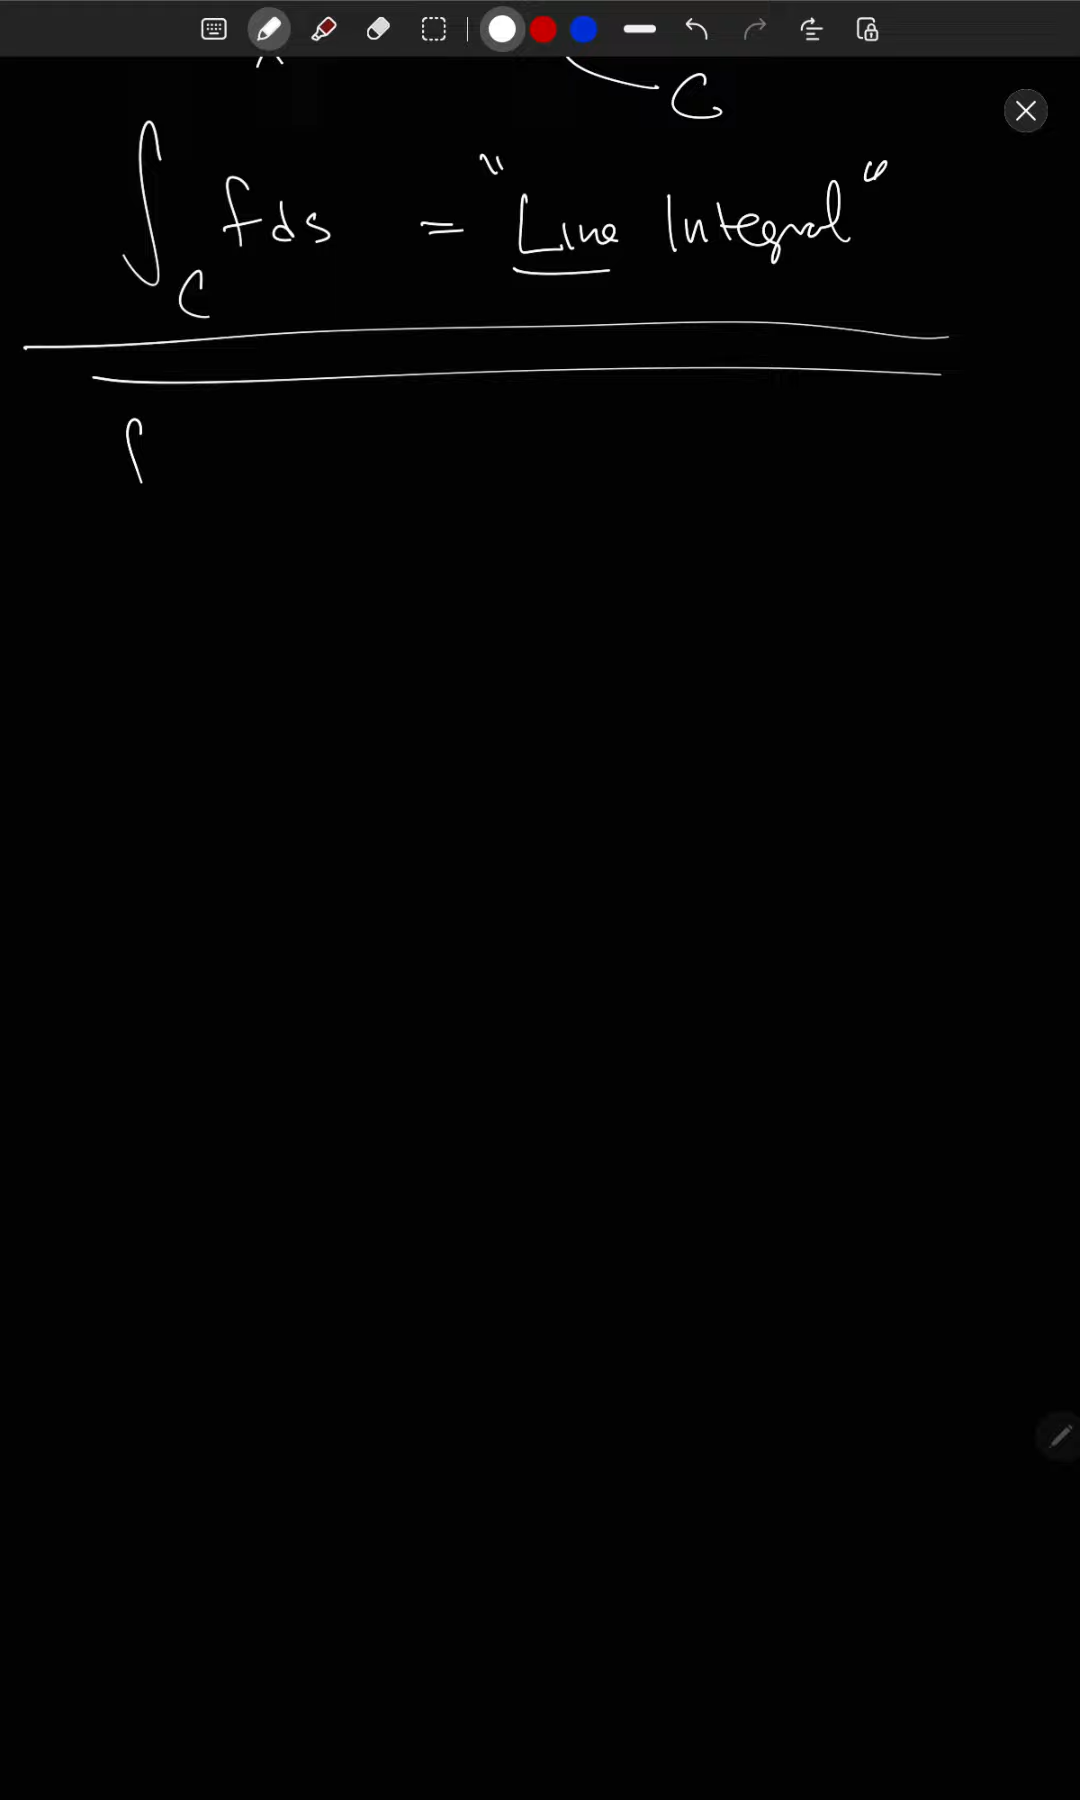 C
∫_C f ds = "Line Integral"